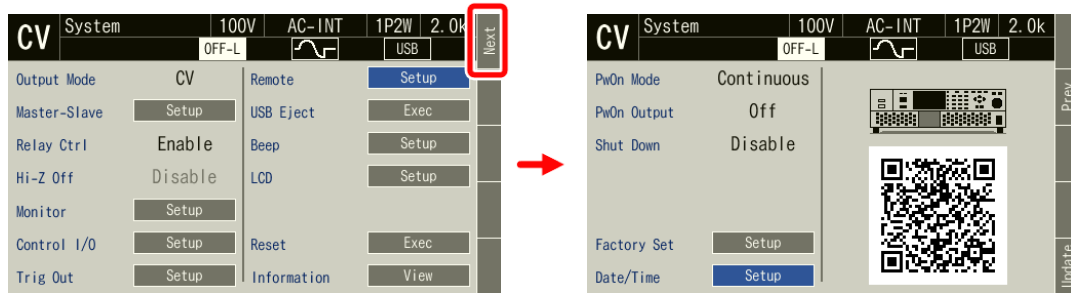 CV System 100V AC-INT 1P2W 2.0k
OFF-L USB
Next
Output Mode CV Remote Setup
Master-Slave Setup USB Eject Exec
Relay Ctrl Enable Beep Setup
Hi-Z Off Disable LCD Setup
Monitor Setup
Control I/O Setup Reset Exec
Trig Out Setup Information View
CV System 100V AC-INT 1P2W 2.0k
OFF-L USB
PwOn Mode Continuous
PwOn Output Off
Shut Down Disable
Factory Set Setup
Date/Time Setup
Prev
Update